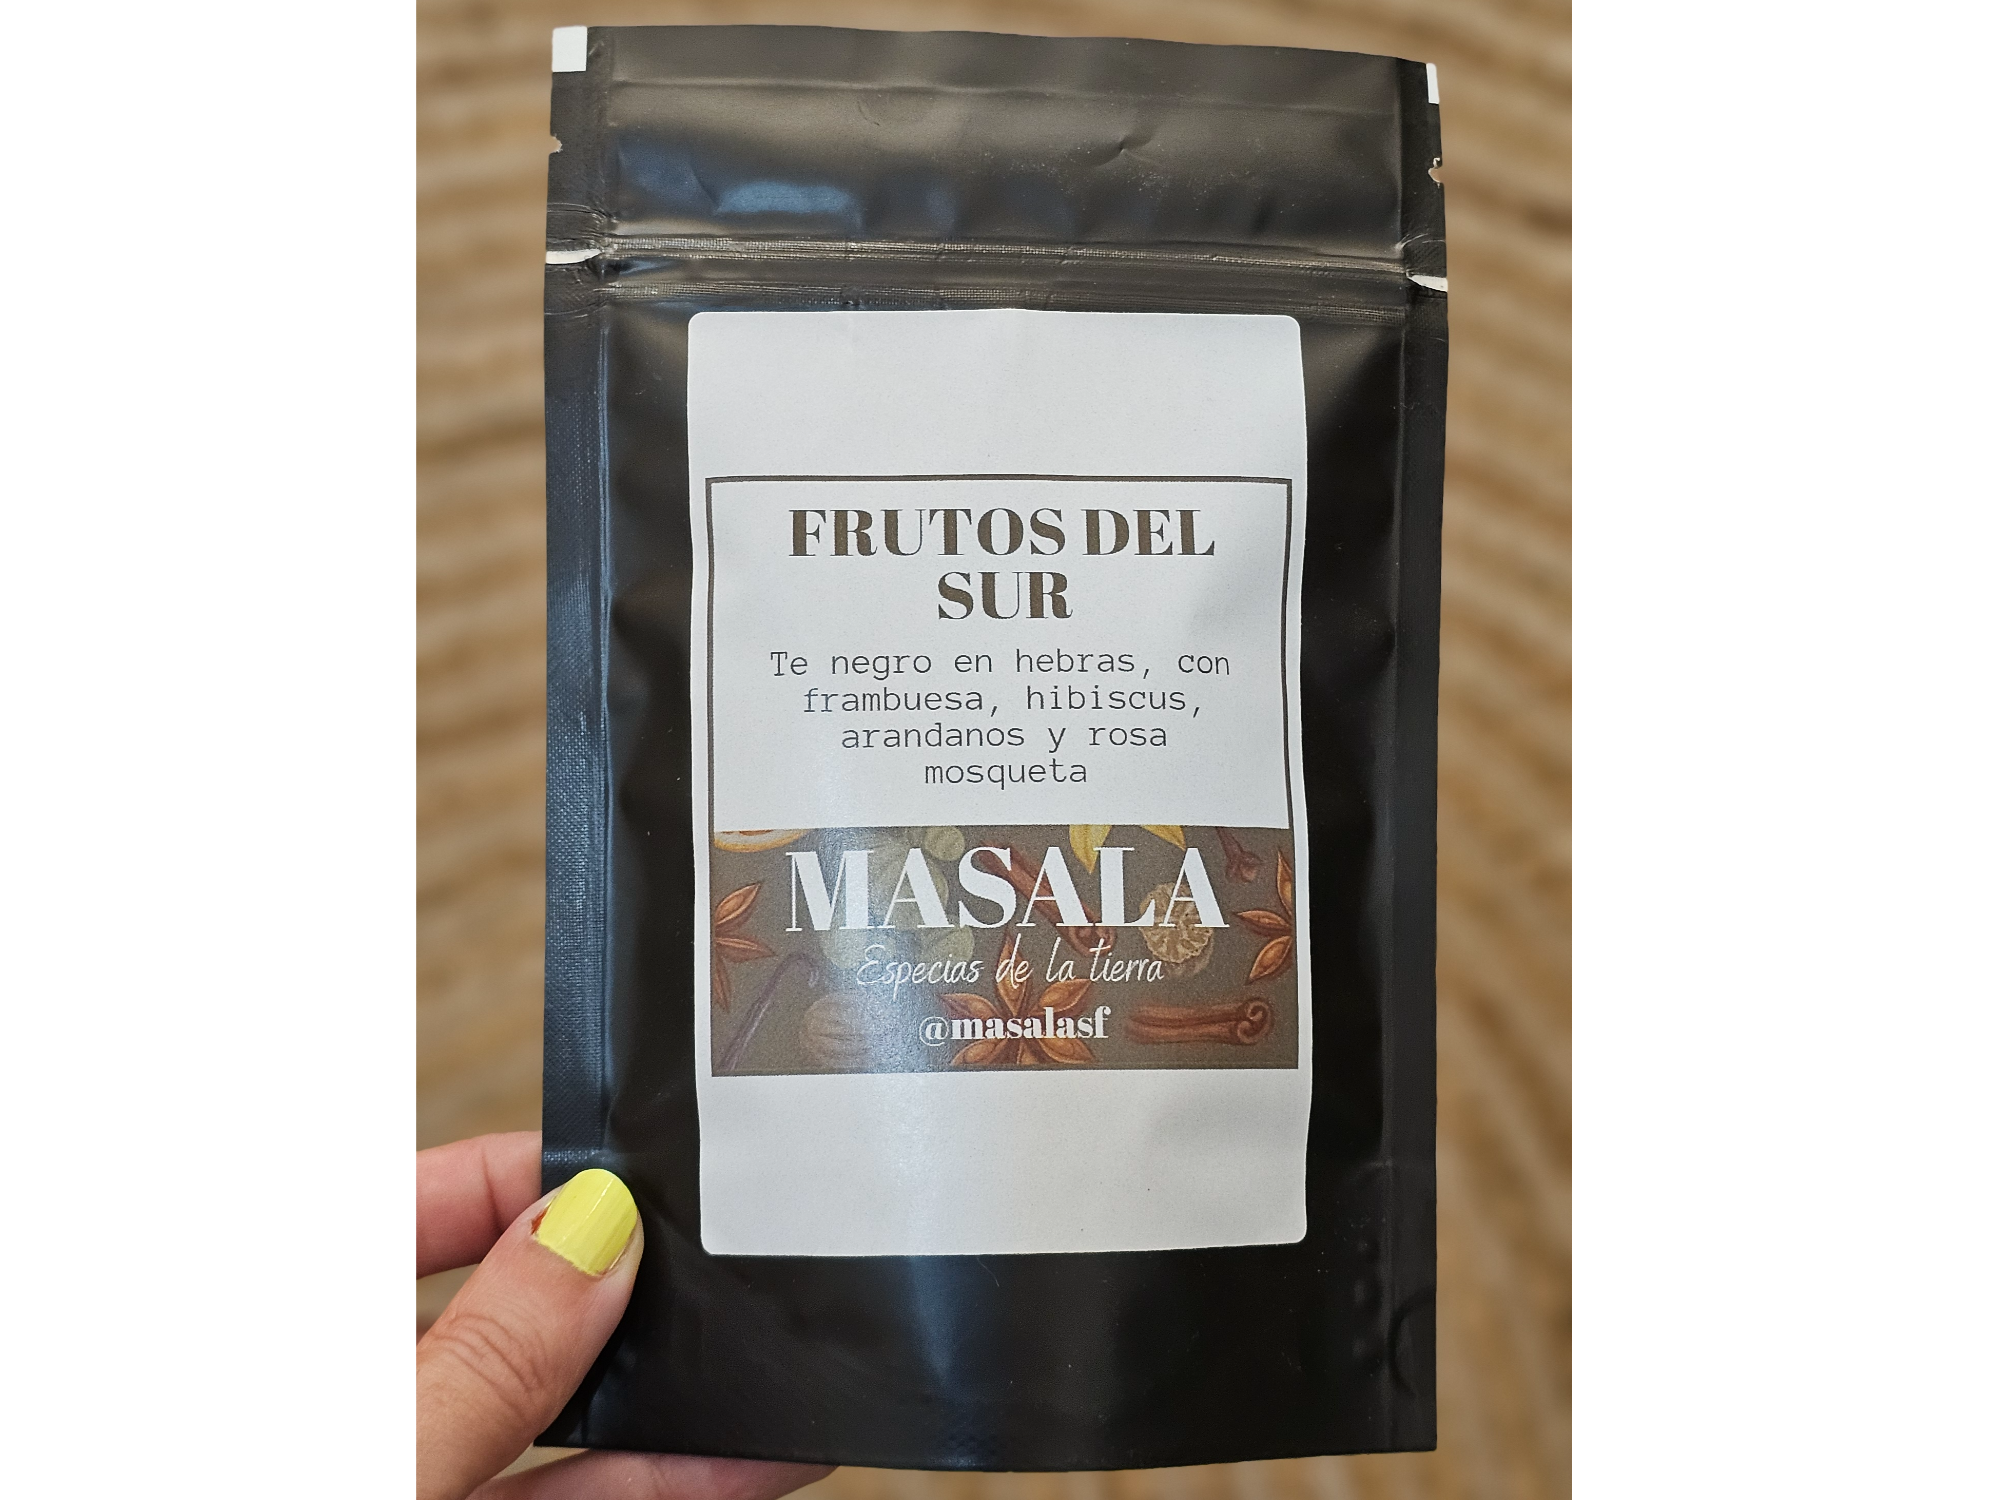 FRUTOS DEL
SUR
Te negro en hebras, con
frambuesa, hibiscus,
arandanos y rosa
mosqueta
MASALA
Especias de la tierra
@masalasf